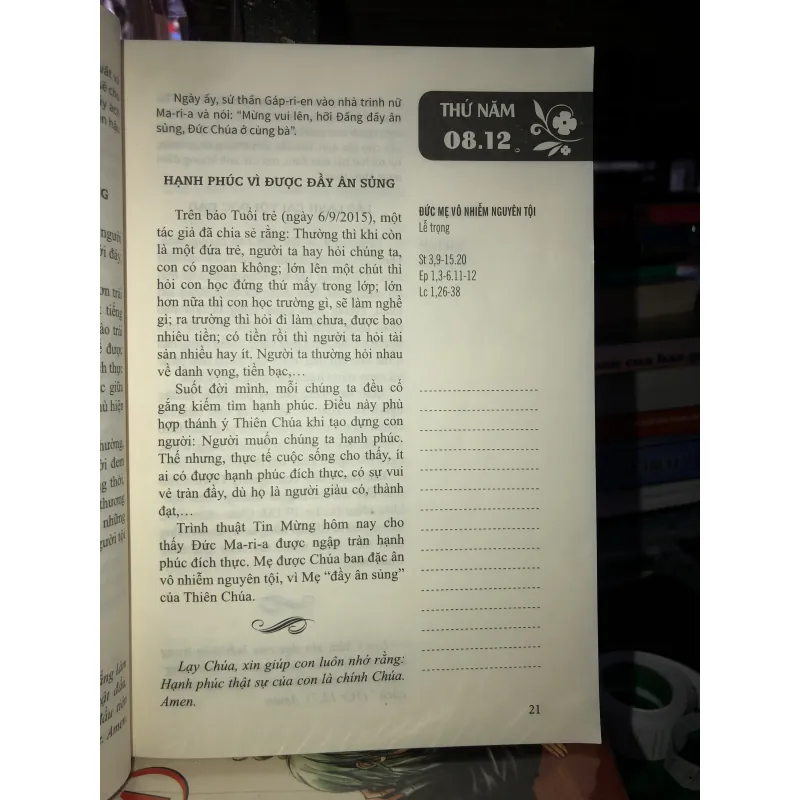 Ngày ấy, sứ thần Gáp-ri-en vào nhà trinh nữ
Ma-ri-a và nói: “Mừng vui lên, hỡi Đấng đầy ân
sủng, Đức Chúa ở cùng bà”.
HẠNH PHÚC VÌ ĐƯỢC ĐẦY ÂN SỦNG
Trên báo Tuổi trẻ (ngày 6/9/2015), một
tác giả đã chia sẻ rằng: Thường thì khi còn
là một đứa trẻ, người ta hay hỏi chúng ta,
con có ngoan không; lớn lên một chút thì
hỏi con học đứng thứ mấy trong lớp; lớn
hơn nữa thì con học trường gì, sẽ làm nghề
gì; ra trường thì hỏi đi làm chưa, được bao
nhiêu tiền; có tiền rồi thì người ta hỏi tài
sản nhiều hay ít. Người ta thường hỏi nhau
về danh vọng, tiền bạc,…
Suốt đời mình, mỗi chúng ta đều cố
gắng kiếm tìm hạnh phúc. Điều này phù
hợp thánh ý Thiên Chúa khi tạo dựng con
người: Người muốn chúng ta hạnh phúc.
Thế nhưng, thực tế cuộc sống cho thấy, ít
ai có được hạnh phúc đích thực, có sự vui
vẻ tràn đầy, dù họ là người giàu có, thành
đạt,…
Trình thuật Tin Mừng hôm nay cho
thấy Đức Ma-ri-a được ngập tràn hạnh
phúc đích thực. Mẹ được Chúa ban đặc ân
vô nhiễm nguyên tội, vì Mẹ “đầy ân sủng”
của Thiên Chúa.
Lạy Chúa, xin giúp con luôn nhớ rằng:
Hạnh phúc thật sự của con là chính Chúa.
Amen.
THỨ NĂM
08.12
ĐỨC MẸ VÔ NHIỄM NGUYÊN TỘI
Lễ trọng
St 3,9-15.20
Ep 1,3-6.11-12
Lc 1,26-38
21